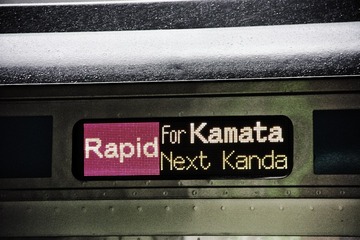 Rapid
For Kamata
Next Kanda